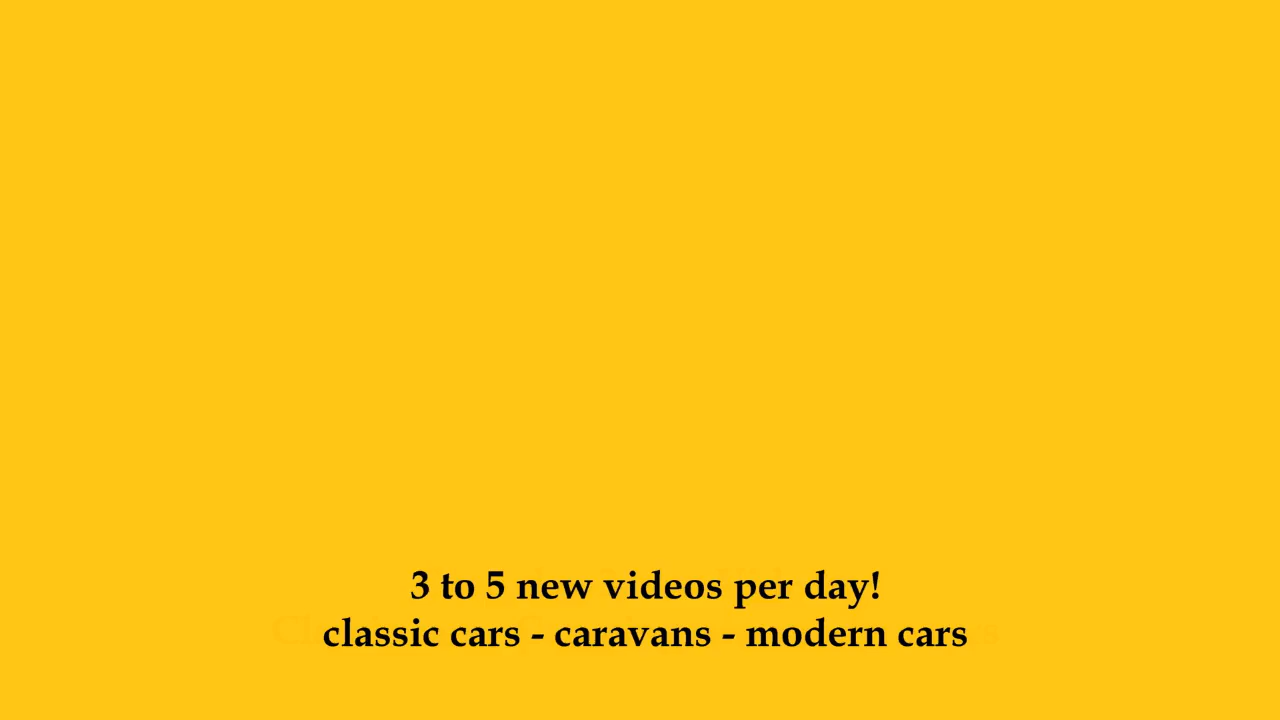 3 to 5 new videos per day!
classic cars - caravans - modern cars